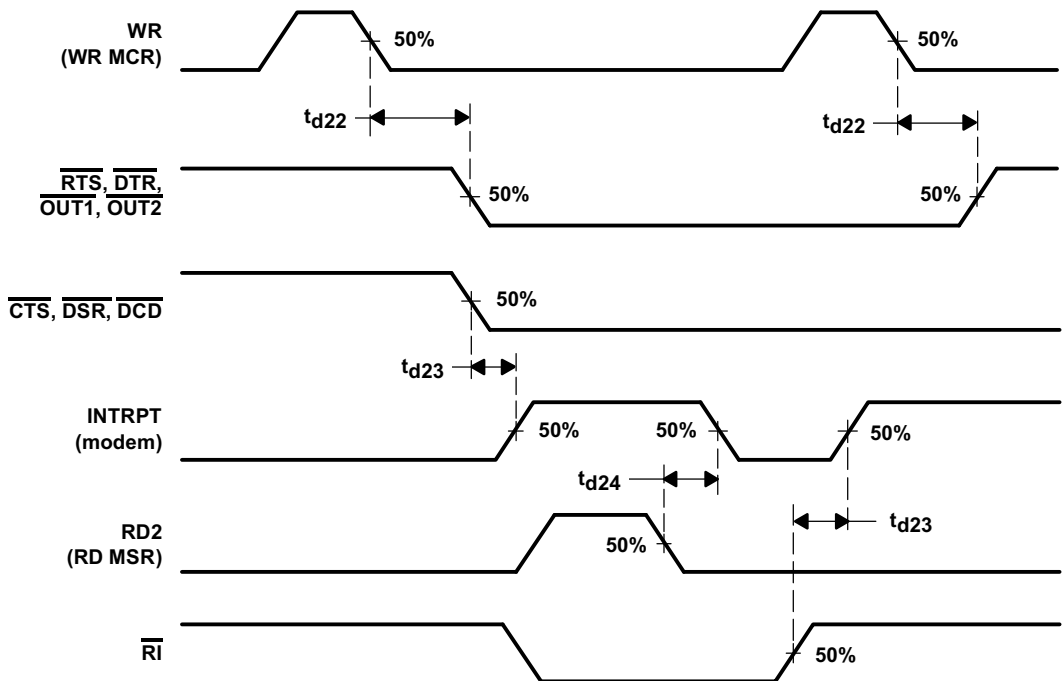 WR
(WR MCR)
50%
50%
td22
td22
RTS, DTR,
OUT1, OUT2
50%
50%
CTS, DSR, DCD
50%
td23
INTRPT
(modem)
50%
50%
50%
td24
td23
RD2
(RD MSR)
50%
RI
50%